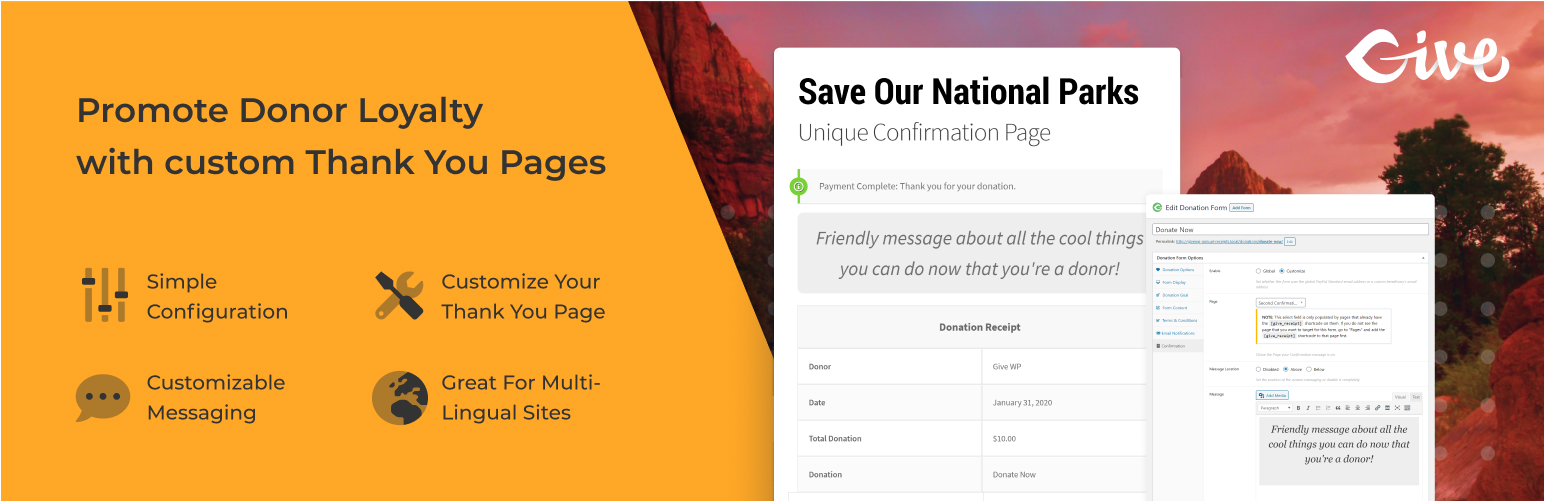 Promote Donor Loyalty
with custom Thank You Pages
Simple
Configuration
Customize Your
Thank You Page
Customizable
Messaging
Great For Multi-
Lingual Sites
Give
Save Our National Parks
Unique Confirmation Page
Payment Complete: Thank you for your donation.
Friendly message about all the cool things
you can do now that you're a donor!
Donation Receipt
Donor Give WP
Date January 31, 2020
Total Donation $10.00
Donation Donate Now
Edit Donation Form Add Form
Donate Now
Permalink:
Donation Form Options
Donation Options
Form Display
Donation Goal
Form Content
Terms & Conditions
Email Notifications
Confirmation
Enable Global Customize
Page Second Confirmati...
NOTE: This select field is only populated by pages that already have
the [give_receipt] shortcode on them. If you do not see the
page that you want to target for this form, go to "Pages" and add the
[give_receipt] shortcode to that page first.
Message Location Disabled Above Below
Message Add Media
Visual Text
Paragraph
Friendly message about all the
cool things you can do now that
you're a donor!